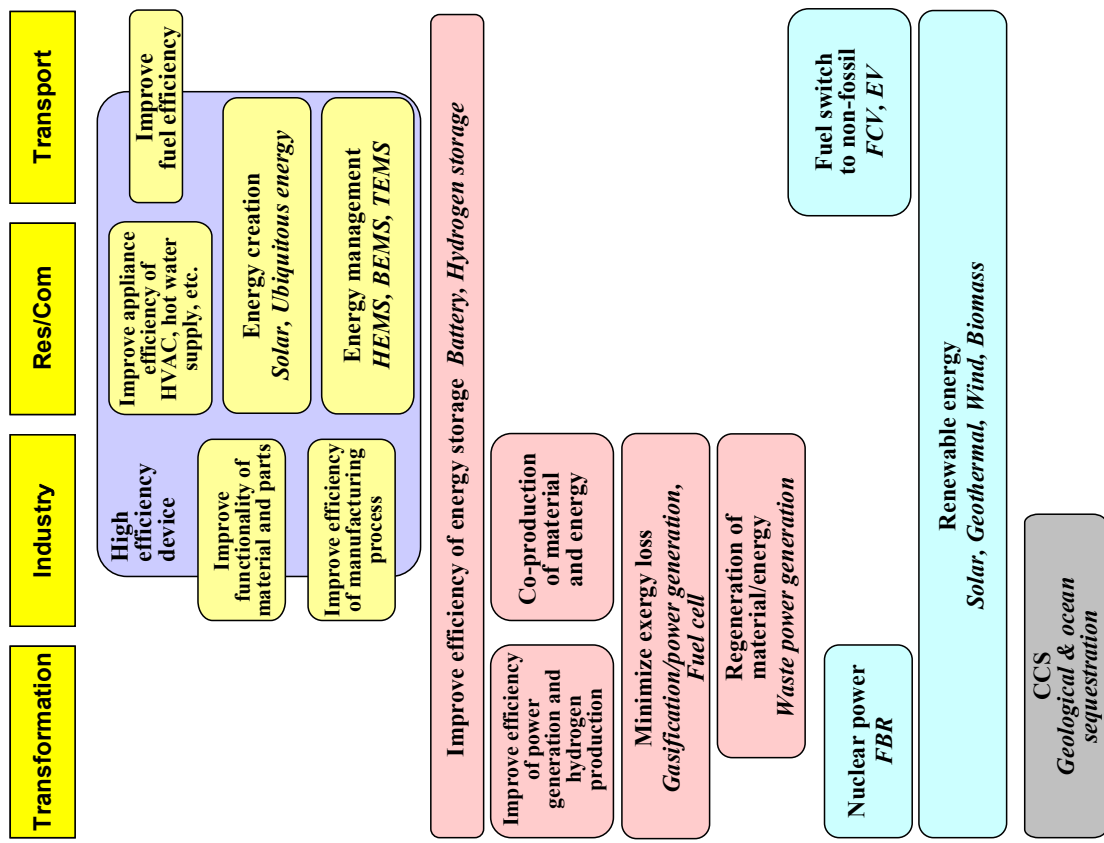 Transformation
Industry
Res/Com
Transport
High
efficiency
device
Improve appliance
efficiency of
HVAC, hot water
supply, etc.
Improve
fuel efficiency
Improve
functionality of
material and parts
Energy creation
Solar, Ubiquitous energy
Improve efficiency
of manufacturing
process
Energy management
HEMS, BEMS, TEMS
Improve efficiency of energy storage Battery, Hydrogen storage
Improve efficiency
of power
generation and
hydrogen
production
Co-production
of material
and energy
Minimize exergy loss
Gasification/power generation,
Fuel cell
Regeneration of
material/energy
Waste power generation
Nuclear power
FBR
Fuel switch
to non-fossil
FCV, EV
Renewable energy
Solar, Geothermal, Wind, Biomass
CCS
Geological & ocean
sequestration